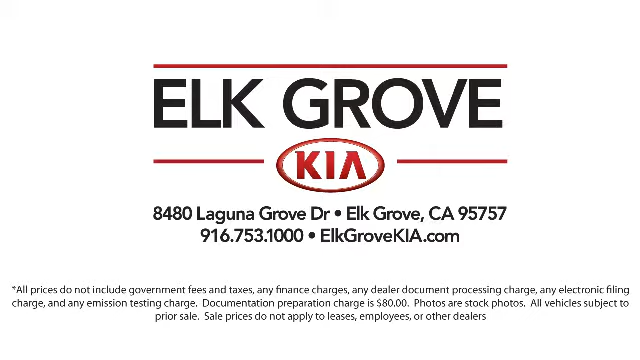 ELK GROVE
KIA
8480 Laguna Grove Dr • Elk Grove, CA 95757
916.753.1000 • ElkGroveKIA.com
*All prices do not include government fees and taxes, any finance charges, any dealer document processing charge, any electronic filing
charge, and any emission testing charge. Documentation preparation charge is $80.00. Photos are stock photos. All vehicles subject to
prior sale. Sale prices do not apply to leases, employees, or other dealers